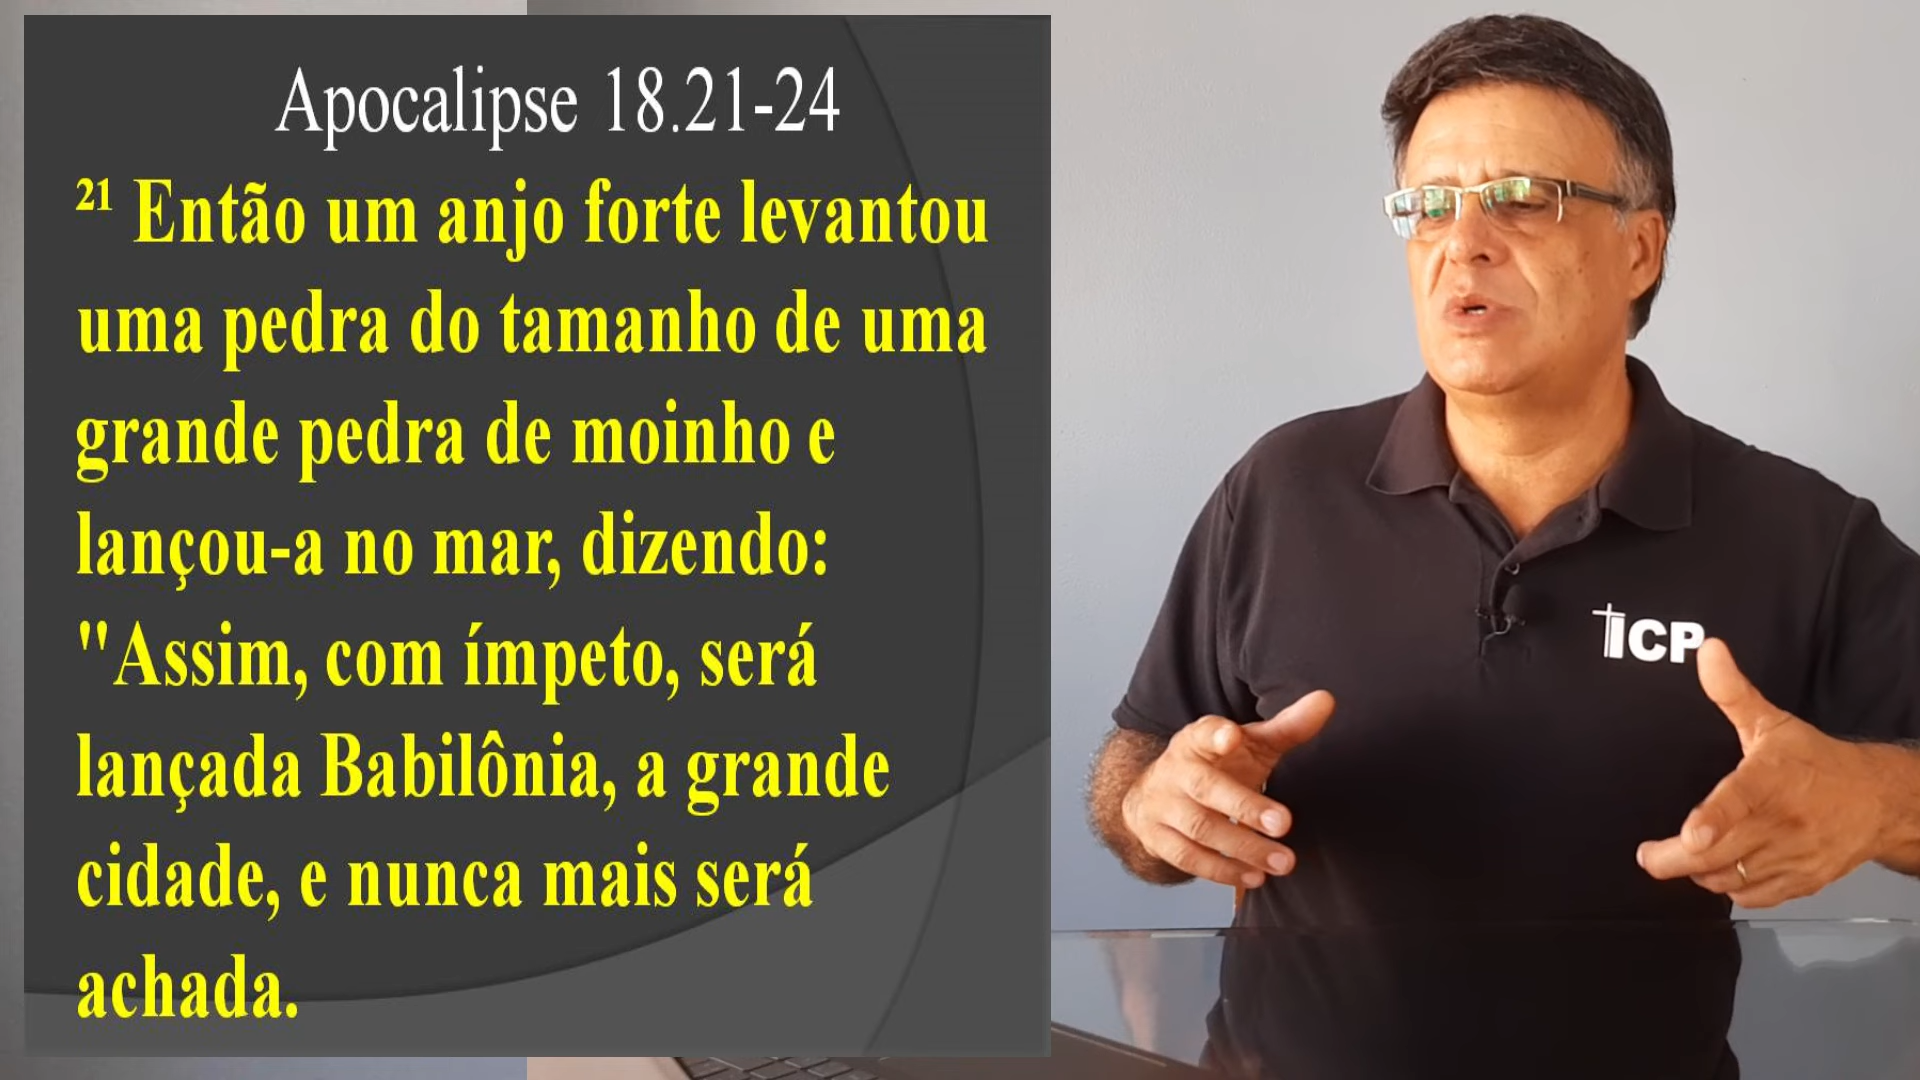 Apocalipse 18.21-24
²¹ Então um anjo forte levantou
uma pedra do tamanho de uma
grande pedra de moinho e
lançou-a no mar, dizendo:
"Assim, com ímpeto, será
lançada Babilônia, a grande
cidade, e nunca mais será
achada.
ICP